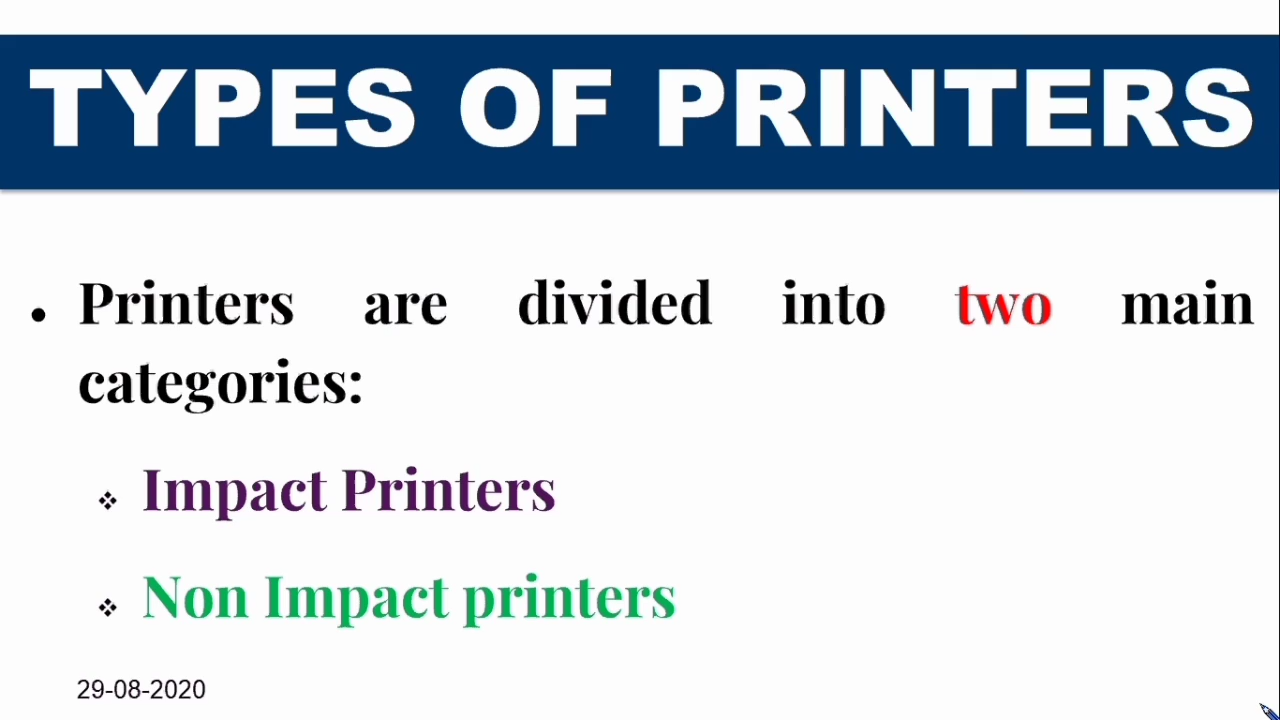 TYPES OF PRINTERS
• Printers are divided into two main
categories:
❖ Impact Printers
❖ Non Impact printers
29-08-2020